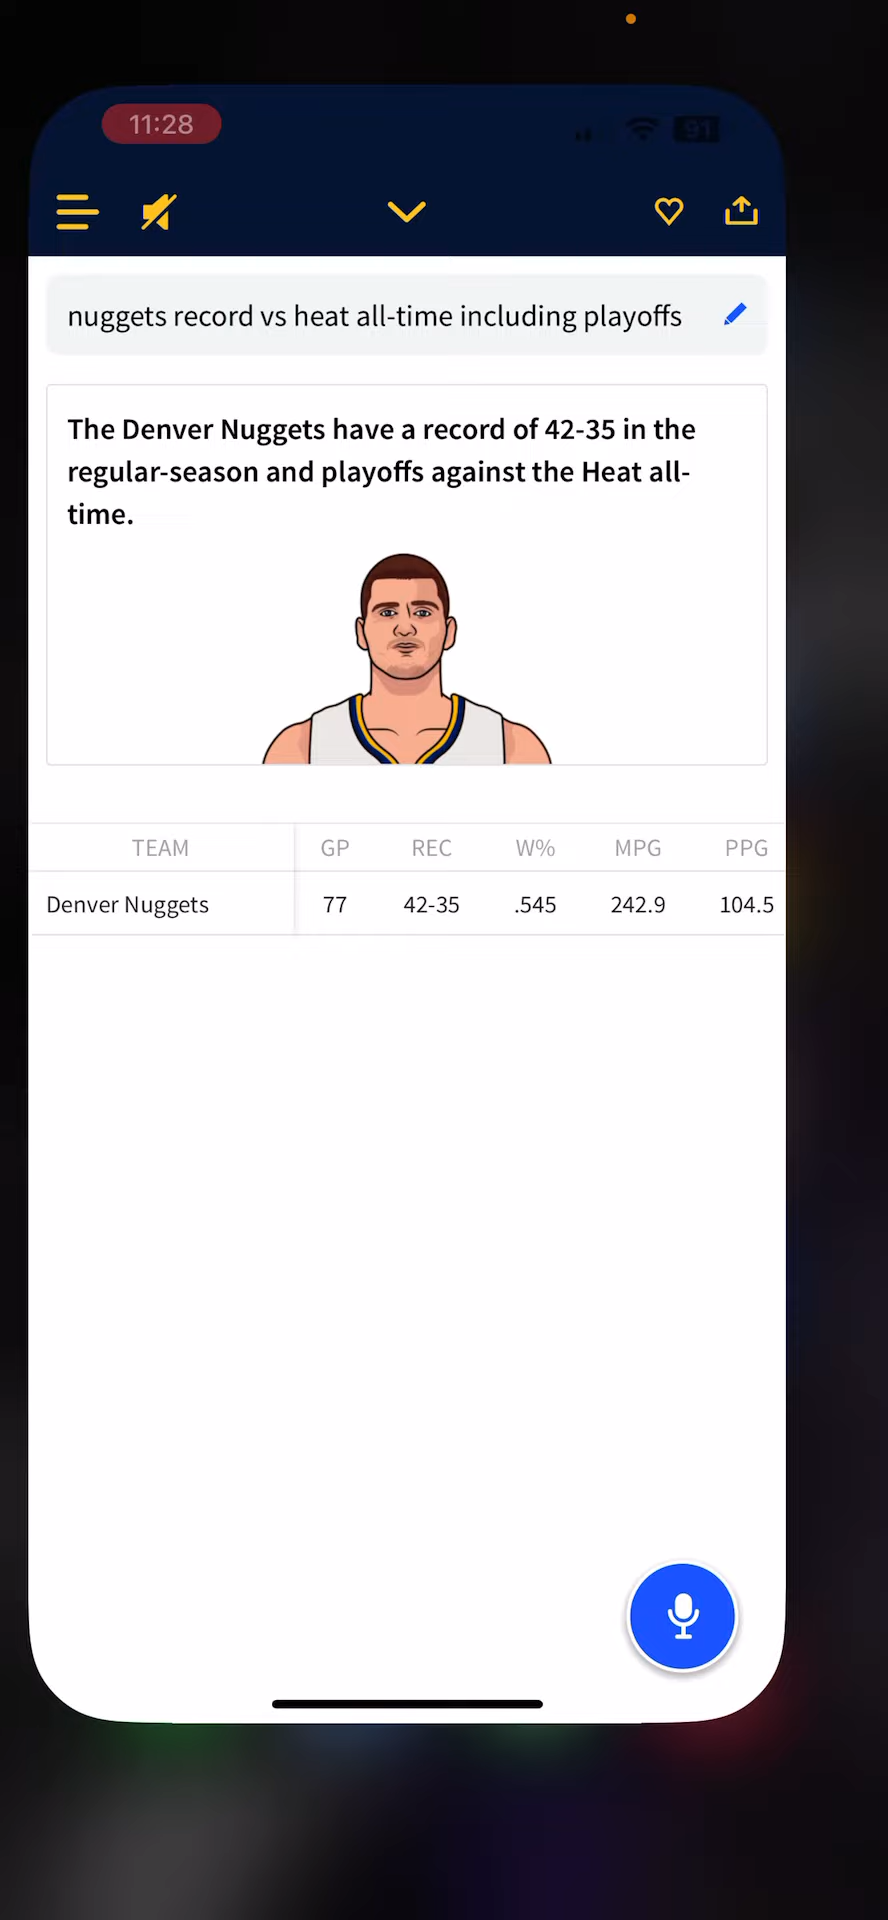 11:28
91
nuggets record vs heat all-time including playoffs
The Denver Nuggets have a record of 42-35 in the
regular-season and playoffs against the Heat all-
time.
TEAM GP REC W% MPG PPG
Denver Nuggets 77 42-35 .545 242.9 104.5